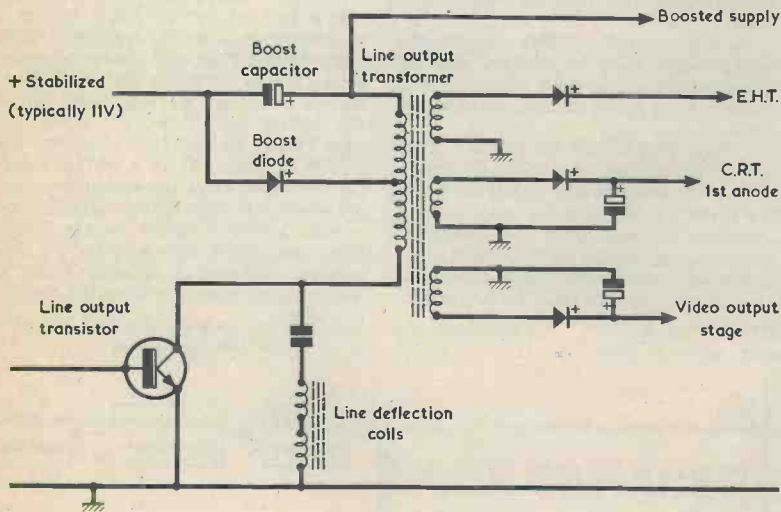 Boosted supply
Boost
capacitor
Line output
transformer
+ Stabilized
(typically 11V)
+
+
E.H.T.
Boost
diode
+
+
+
C.R.T.
1st anode
Line output
transistor
+
+
Video output
stage
Line deflection
coils